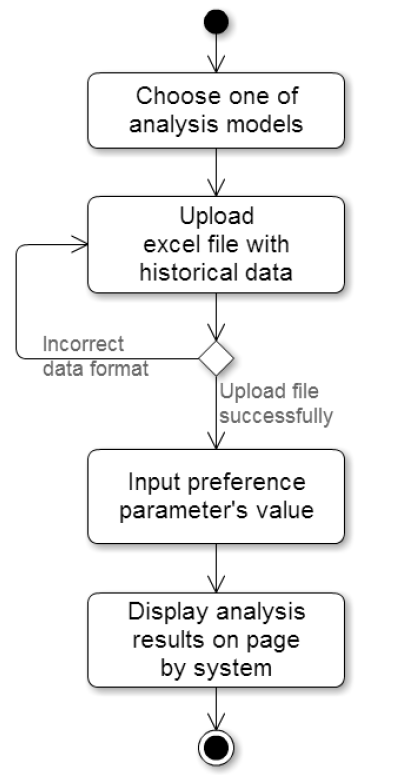 Choose one of
analysis models
Upload
excel file with
historical data
Incorrect
data format
Upload file
successfully
Input preference
parameter's value
Display analysis
results on page
by system